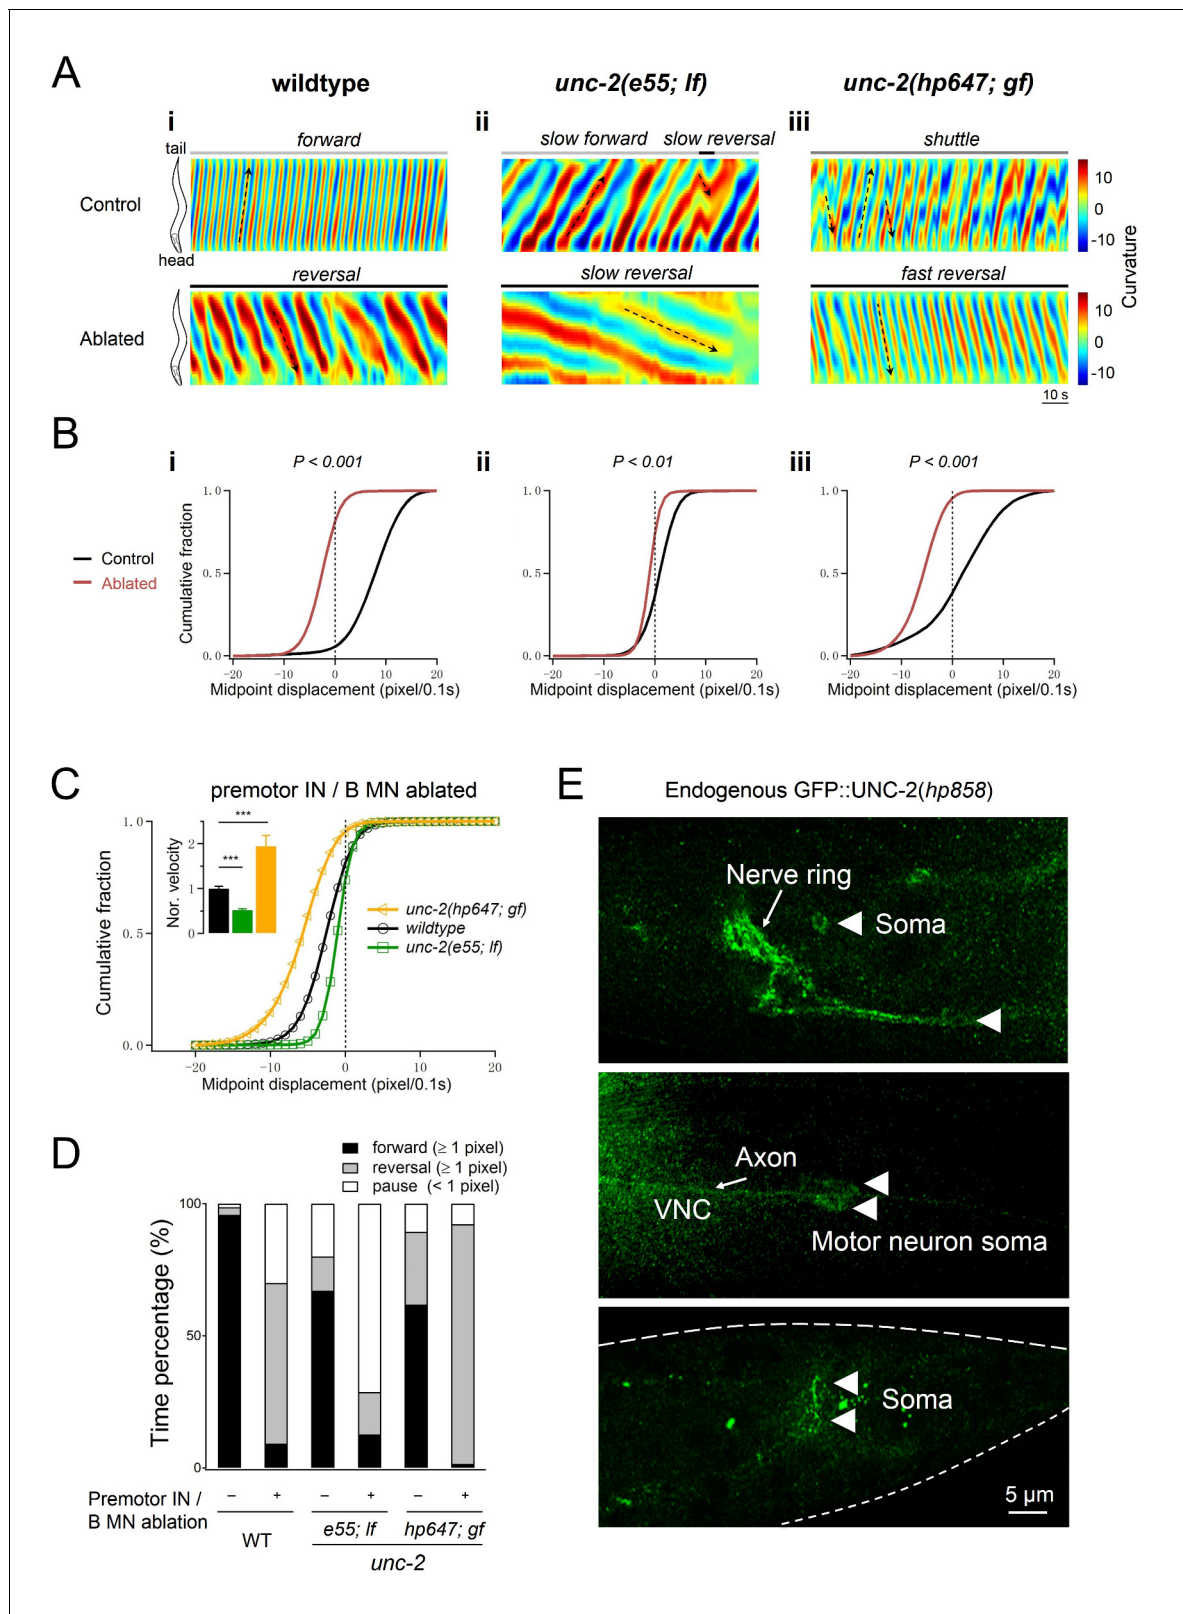 A
wildtype
unc-2(e55; lf)
unc-2(hp647; gf)
i
ii
iii
forward
slow forward
slow reversal
shuttle
tail
Control
head
10
0
-10
Curvature
reversal
slow reversal
fast reversal
Ablated
10
0
-10
10 s
B
i
P < 0.001
ii
P < 0.01
iii
P < 0.001
Control
Ablated
Cumulative fraction
1.0
0.5
0.0
-20
-10
0
10
20
Midpoint displacement (pixel/0.1s)
1.0
0.5
0.0
-20
-10
0
10
20
Midpoint displacement (pixel/0.1s)
1.0
0.5
0.0
-20
-10
0
10
20
Midpoint displacement (pixel/0.1s)
C
premotor IN / B MN ablated
Cumulative fraction
1.0
0.5
0.0
Nor. velocity
2
1
0
***
***
unc-2(hp647; gf)
wildtype
unc-2(e55; lf)
-20
-10
0
10
20
Midpoint displacement (pixel/0.1s)
D
forward (≥ 1 pixel)
reversal (≥ 1 pixel)
pause (< 1 pixel)
Time percentage (%)
100
50
0
Premotor IN /
B MN ablation
– + – + – +
WT
e55; lf
hp647; gf
unc-2
E
Endogenous GFP::UNC-2(hp858)
Nerve ring
Soma
Axon
VNC
Motor neuron soma
Soma
5 µm